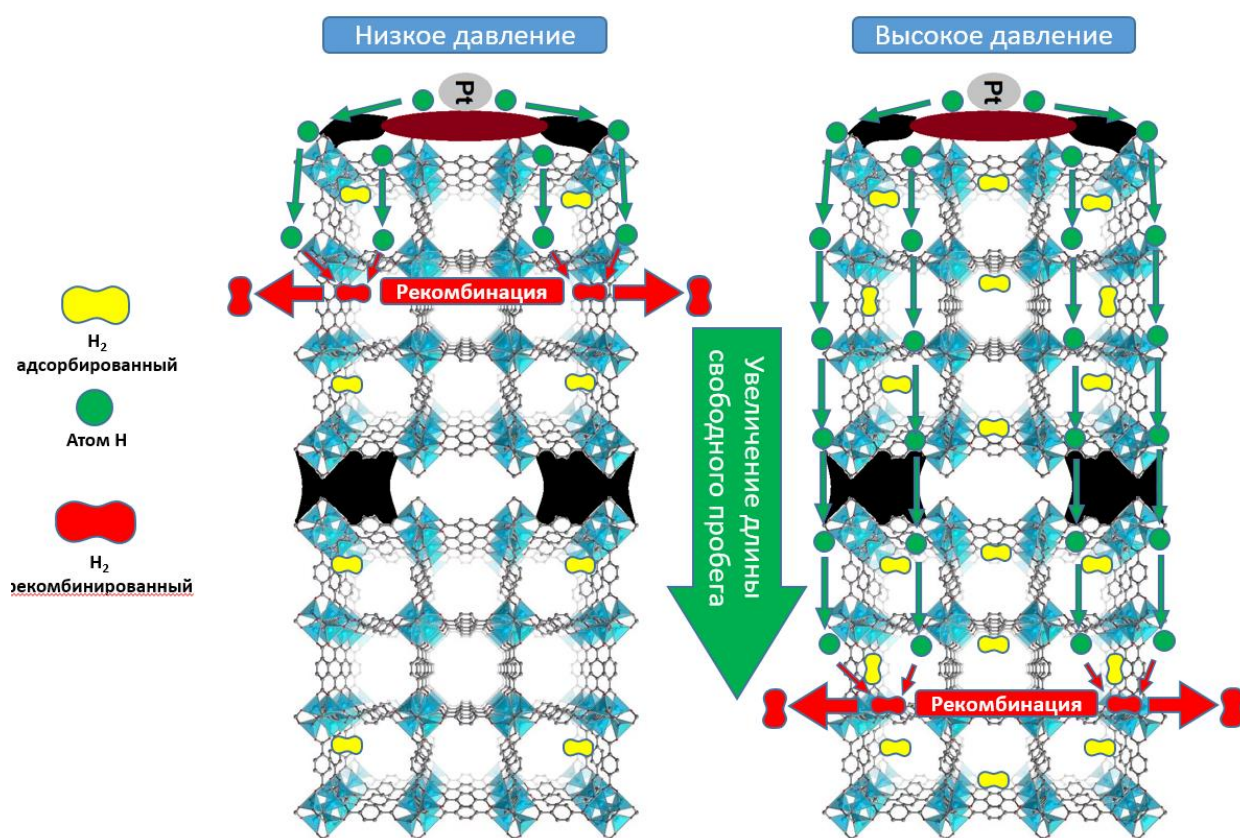 Низкое давление
Высокое давление
Pt
Pt
Рекомбинация
H₂
адсорбированный
Атом Н
H₂
рекомбинированный
Увеличение длины
свободного пробега
Рекомбинация